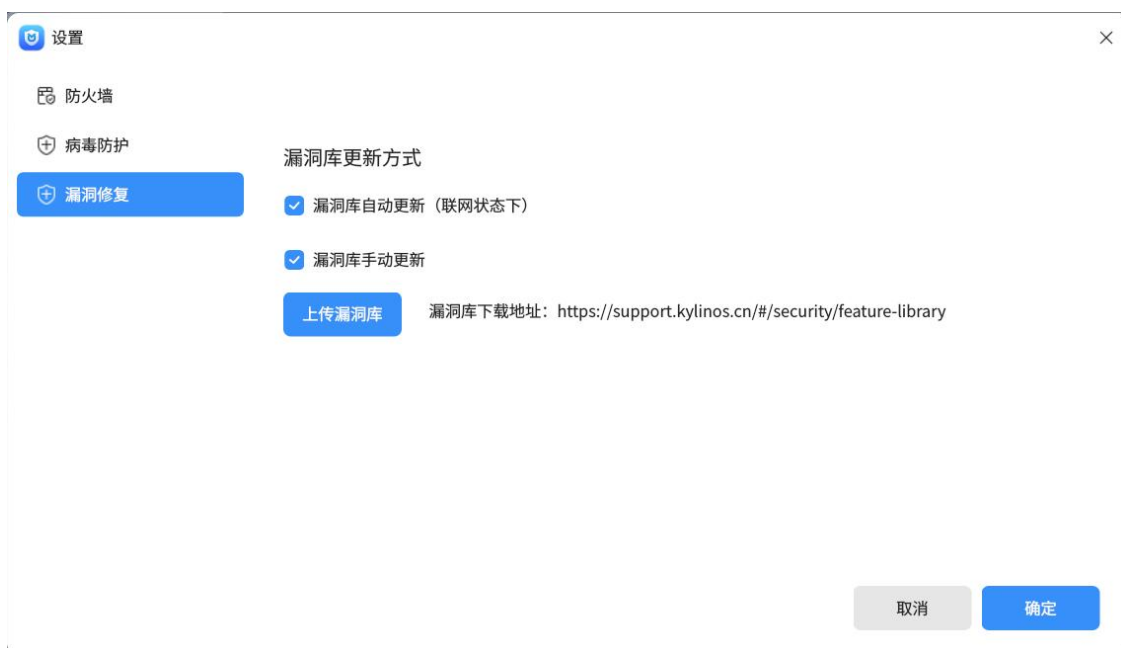 设置
防火墙
病毒防护
漏洞修复
漏洞库更新方式
漏洞库自动更新（联网状态下）
漏洞库手动更新
上传漏洞库 漏洞库下载地址：https://support.kylinos.cn/#/security/feature-library
取消 确定